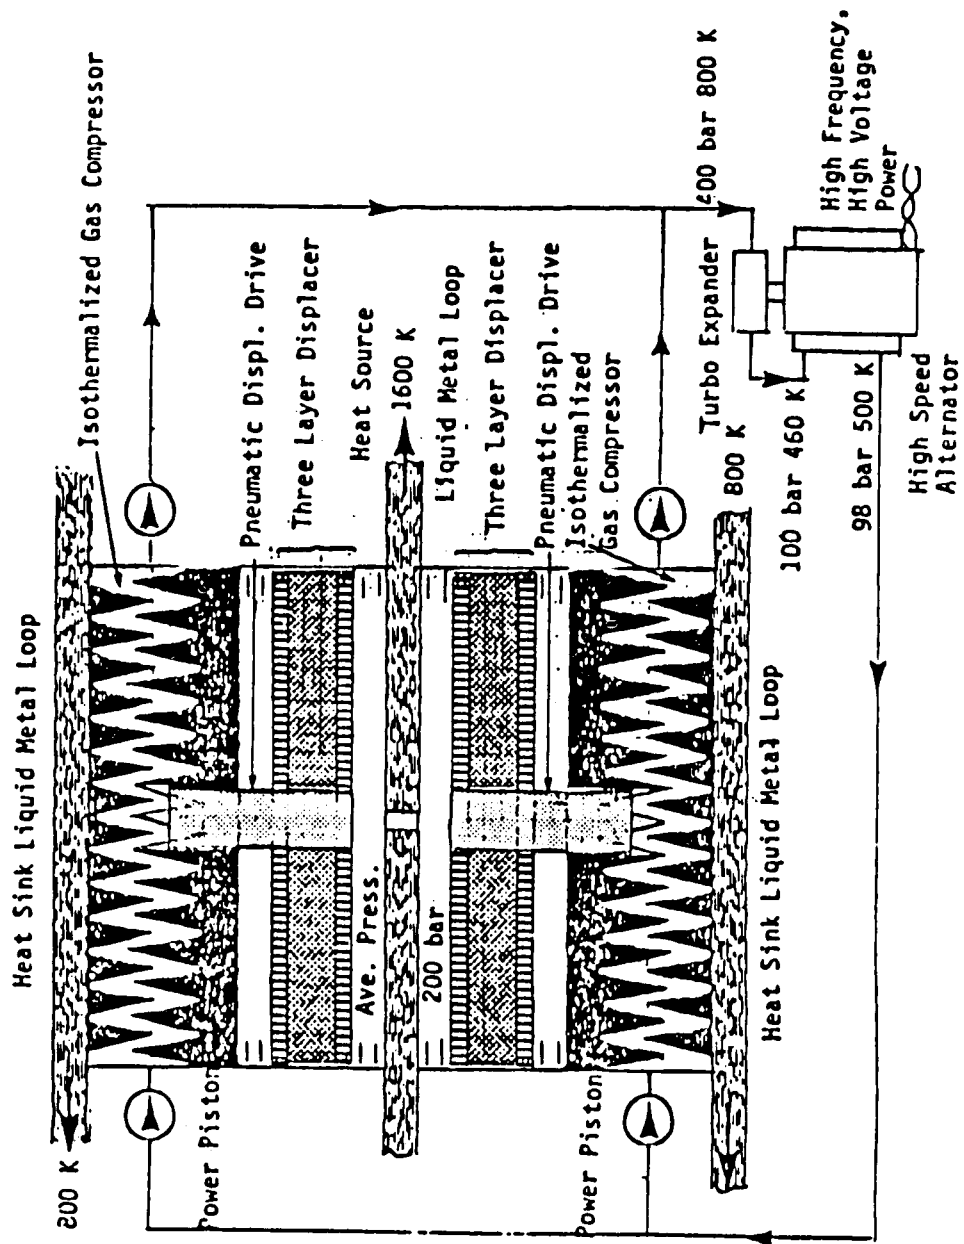 Heat Sink Liquid Metal Loop
K
Isothermalized Gas Compressor
Power Piston
Pneumatic Displ. Drive
Three Layer Displacer
Ave. Press.
Heat Source
1600 K
200 bar
Liquid Metal Loop
Three Layer Displacer
Pneumatic Displ. Drive
Isothermalized
Gas Compressor
Power Piston
bar 800 K
Turbo Expander
800 K
Heat Sink Liquid Metal Loop
100 bar 460 K
High Frequency,
High Voltage
Power
98 bar 500 K
High Speed
Alternator